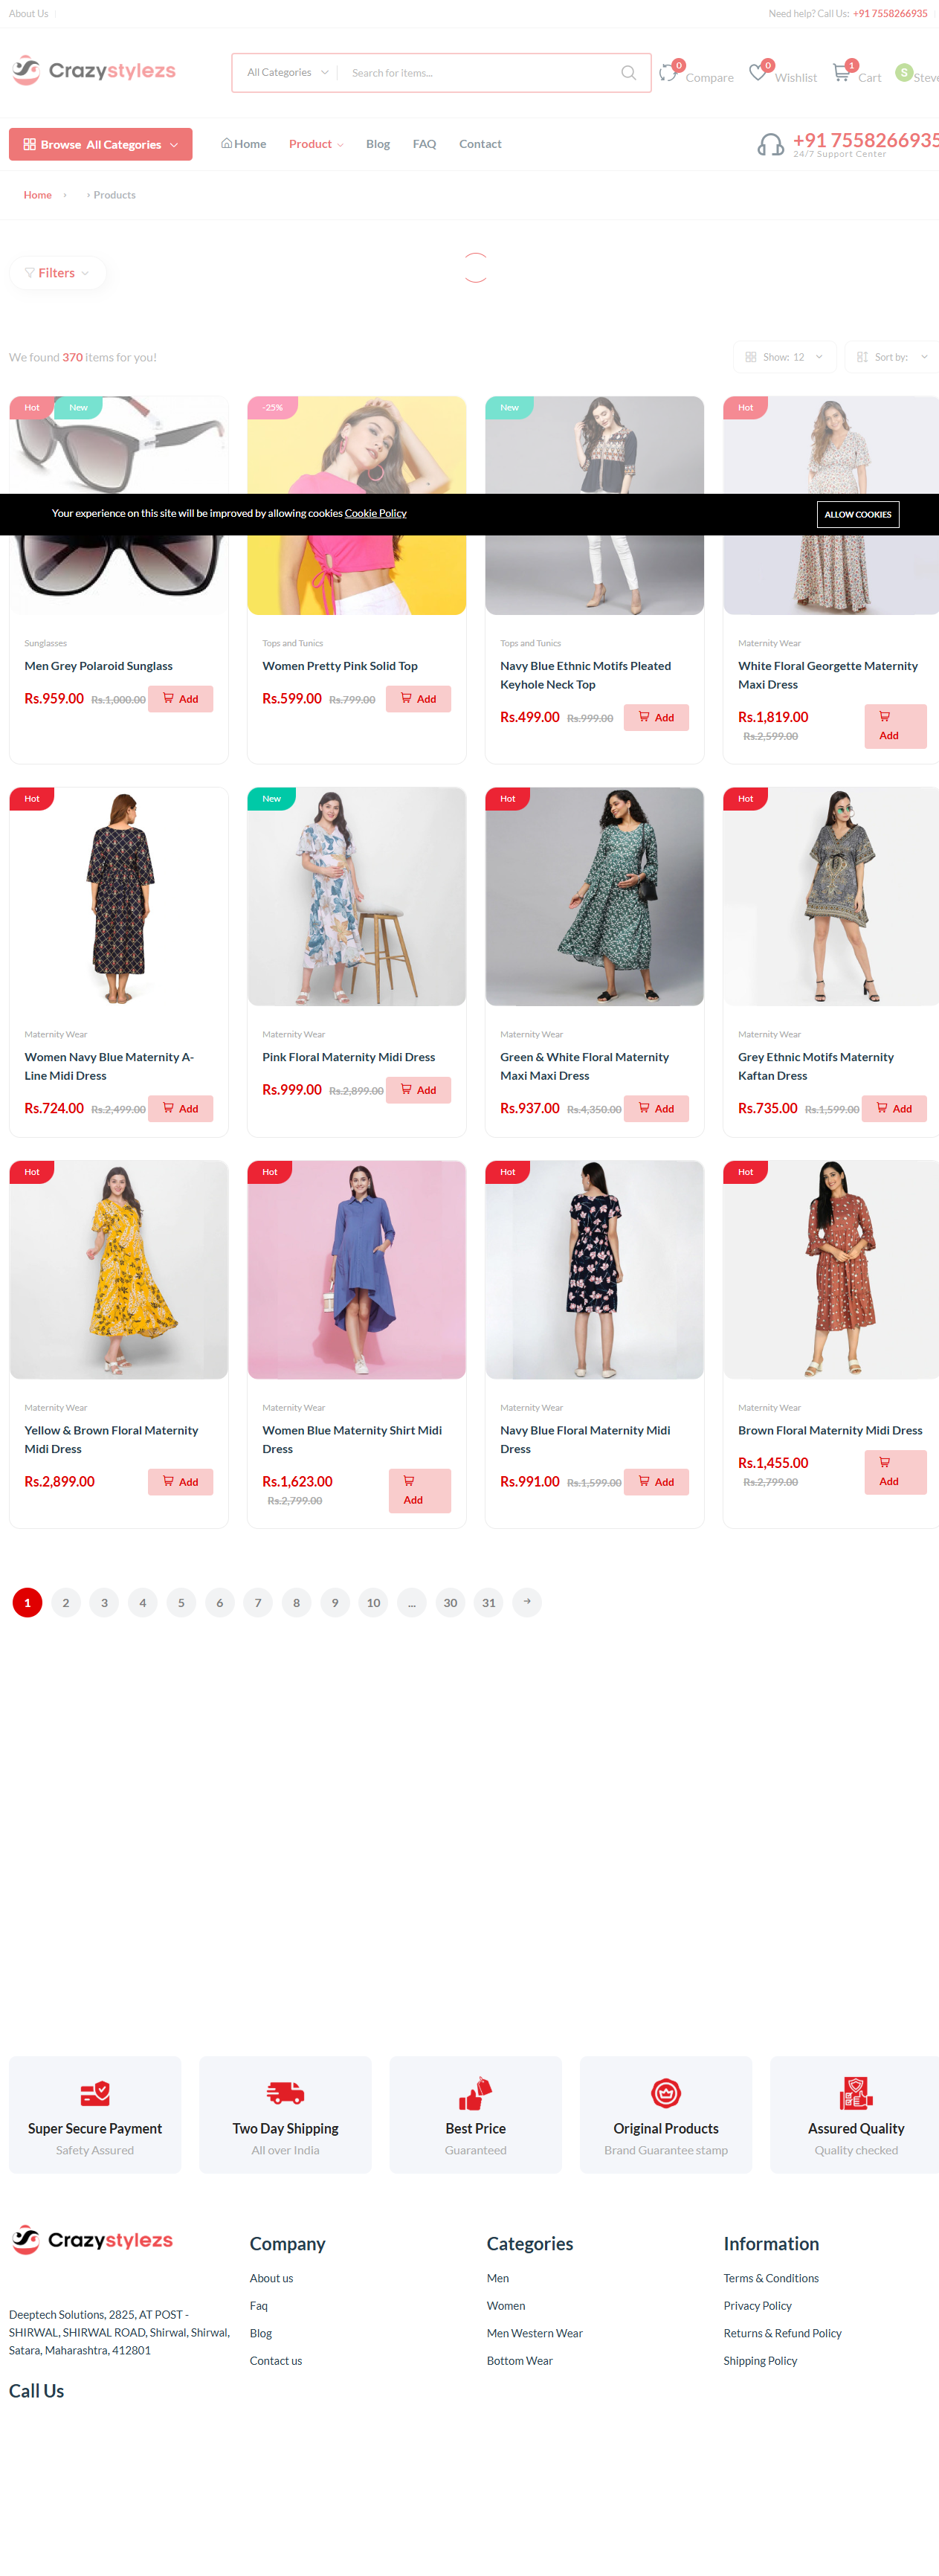 About Us
Need help? Call Us: +91 7558266935
Crazystylezs
All Categories
Search for items...
0 Compare
0 Wishlist
1 Cart
S Steve
Browse All Categories
Home
Product
Blog
FAQ
Contact
+91 7558266935
24/7 Support Center
Home
Products
Filters
We found 370 items for you!
Show: 12
Sort by:
Hot
New
-25%
New
Hot
Your experience on this site will be improved by allowing cookies Cookie Policy
ALLOW COOKIES
Sunglasses
Men Grey Polaroid Sunglass
Rs.959.00 Rs.1,000.00 Add
Tops and Tunics
Women Pretty Pink Solid Top
Rs.599.00 Rs.799.00 Add
Tops and Tunics
Navy Blue Ethnic Motifs Pleated
Keyhole Neck Top
Rs.499.00 Rs.999.00 Add
Maternity Wear
White Floral Georgette Maternity
Maxi Dress
Rs.1,819.00
Rs.2,599.00
Add
Hot
New
Hot
Hot
Maternity Wear
Women Navy Blue Maternity A-
Line Midi Dress
Rs.724.00 Rs.2,499.00 Add
Maternity Wear
Pink Floral Maternity Midi Dress
Rs.999.00 Rs.2,899.00 Add
Maternity Wear
Green & White Floral Maternity
Maxi Maxi Dress
Rs.937.00 Rs.4,350.00 Add
Maternity Wear
Grey Ethnic Motifs Maternity
Kaftan Dress
Rs.735.00 Rs.1,599.00 Add
Hot
Hot
Hot
Hot
Maternity Wear
Yellow & Brown Floral Maternity
Midi Dress
Rs.2,899.00 Add
Maternity Wear
Women Blue Maternity Shirt Midi
Dress
Rs.1,623.00
Rs.2,799.00
Add
Maternity Wear
Navy Blue Floral Maternity Midi
Dress
Rs.991.00 Rs.1,599.00 Add
Maternity Wear
Brown Floral Maternity Midi Dress
Rs.1,455.00
Rs.2,799.00
Add
1 2 3 4 5 6 7 8 9 10 ... 30 31
Super Secure Payment
Safety Assured
Two Day Shipping
All over India
Best Price
Guaranteed
Original Products
Brand Guarantee stamp
Assured Quality
Quality checked
Crazystylezs
Deeptech Solutions, 2825, AT POST -
SHIRWAL, SHIRWAL ROAD, Shirwal, Shirwal,
Satara, Maharashtra, 412801
Call Us
Company
About us
Faq
Blog
Contact us
Categories
Men
Women
Men Western Wear
Bottom Wear
Information
Terms & Conditions
Privacy Policy
Returns & Refund Policy
Shipping Policy